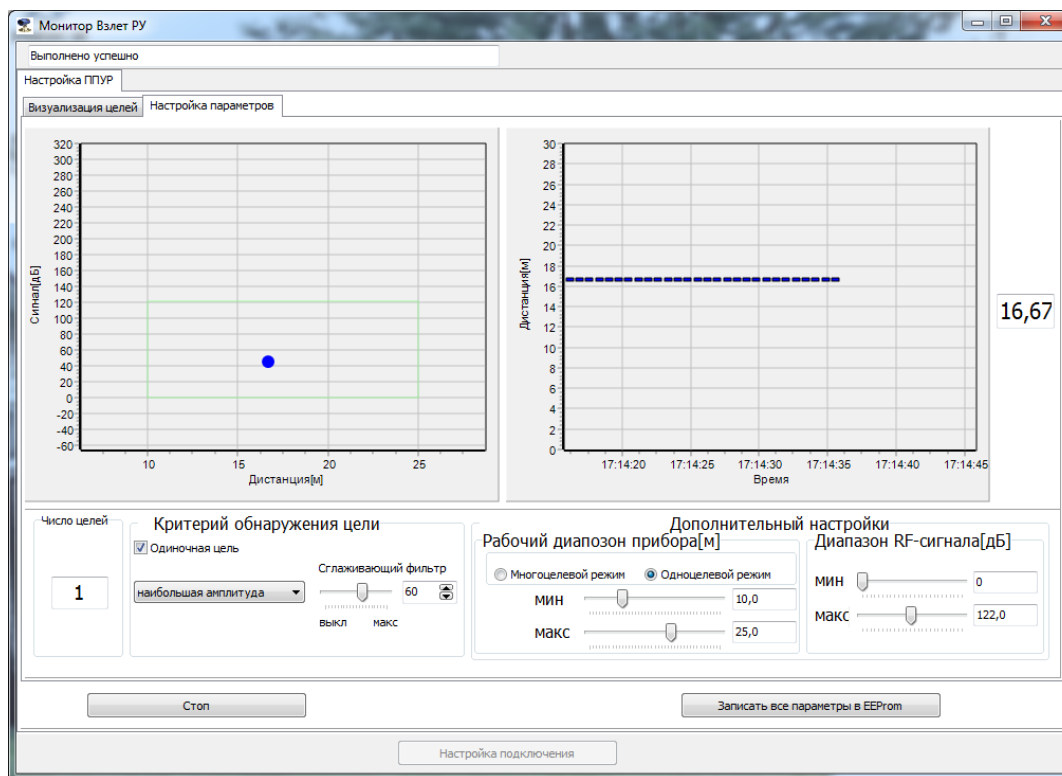 Монитор Взлет РУ
Выполнено успешно
Настройка ППУР
Визуализация целей
Настройка параметров
320
300
280
260
240
220
200
180
160
140
120
100
80
60
40
20
0
-20
-40
-60
Сигнал[дБ]
10 15 20 25
Дистанция[м]
30
28
26
24
22
20
18
16
14
12
10
8
6
4
2
0
Дистанция[м]
17:14:20 17:14:25 17:14:30 17:14:35 17:14:40 17:14:45
Время
16,67
Число целей
1
Критерий обнаружения цели
Одиночная цель
наибольшая амплитуда
Сглаживающий фильтр
60
выкл макс
Дополнительный настройки
Рабочий диапозон прибора[м]
Многоцелевой режим
Одноцелевой режим
мин 10,0
макс 25,0
Диапазон RF-сигнала[дБ]
мин 0
макс 122,0
Стоп
Записать все параметры в EEProm
Настройка подключения